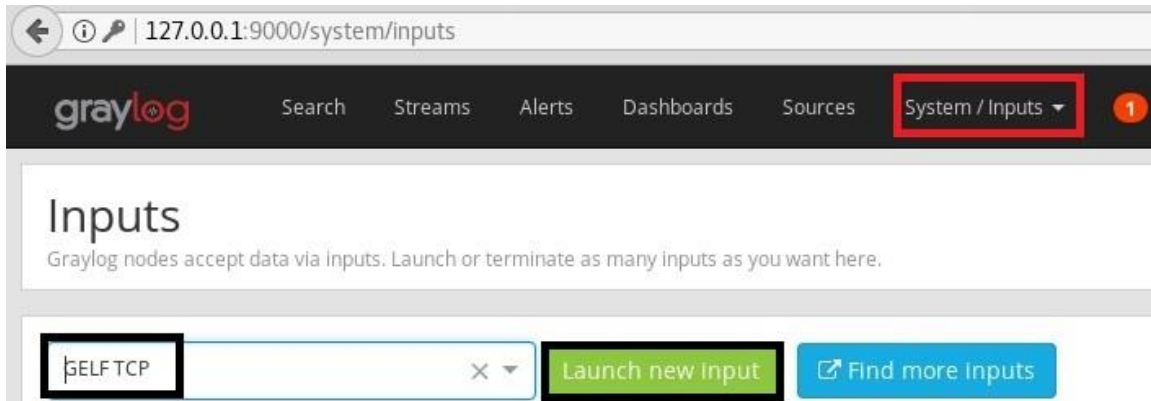 127.0.0.1:9000/system/inputs
graylog Search Streams Alerts Dashboards Sources System / Inputs 1
Inputs
Graylog nodes accept data via inputs. Launch or terminate as many inputs as you want here.
GELF TCP Launch new input Find more inputs